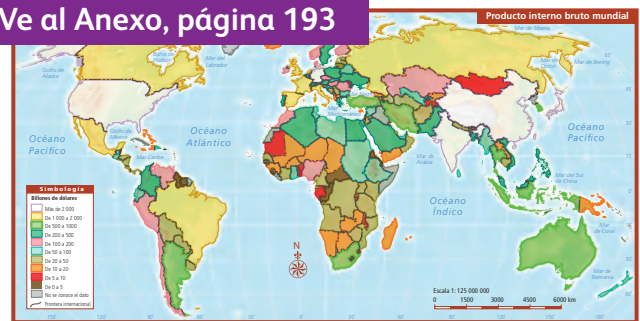 Ve al Anexo, página 193
Producto interno bruto mundial
Mar de Siberia
Bahía de
Hudson
Mar del
Labrador
Golfo de
Alaska
Mar de
Ojotsk
Mar de Bering
Océano
Pacífico
Golfo de
México
Océano
Atlántico
Mar
Mediterráneo
Océano
Pacífico
Mar Caribe
Mar de
Arabia
Mar del Sur
de China
Océano
Índico
Mar
de Coral
Mar de
Tasmania
N
Simbología
Billones de dólares
Más de 2 000
De 1 000 a 2 000
De 500 a 1000
De 200 a 500
De 100 a 200
De 50 a 100
De 20 a 50
De 10 a 20
De 5 a 10
De 0 a 5
No se conoce el dato
Frontera internacional
Escala 1: 125 000 000
0 1500 3000 4500 6000 km